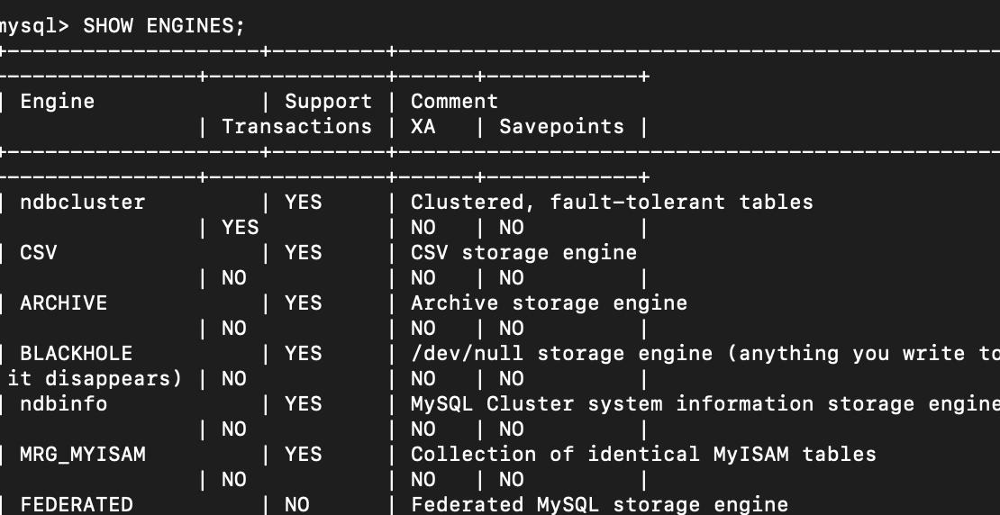 mysql> SHOW ENGINES;
+--------------------+---------+------------------------------------------------
----------------+--------------+------+------------+
| Engine             | Support | Comment
                | Transactions | XA   | Savepoints |
+--------------------+---------+------------------------------------------------
----------------+--------------+------+------------+
| ndbcluster         | YES     | Clustered, fault-tolerant tables
                | YES          | NO   | NO         |
| CSV                | YES     | CSV storage engine
                | NO           | NO   | NO         |
| ARCHIVE            | YES     | Archive storage engine
                | NO           | NO   | NO         |
| BLACKHOLE          | YES     | /dev/null storage engine (anything you write to
 it disappears) | NO           | NO   | NO         |
| ndbinfo            | YES     | MySQL Cluster system information storage engine
                | NO           | NO   | NO         |
| MRG_MYISAM         | YES     | Collection of identical MyISAM tables
                | NO           | NO   | NO         |
| FEDERATED          | NO      | Federated MySQL storage engine